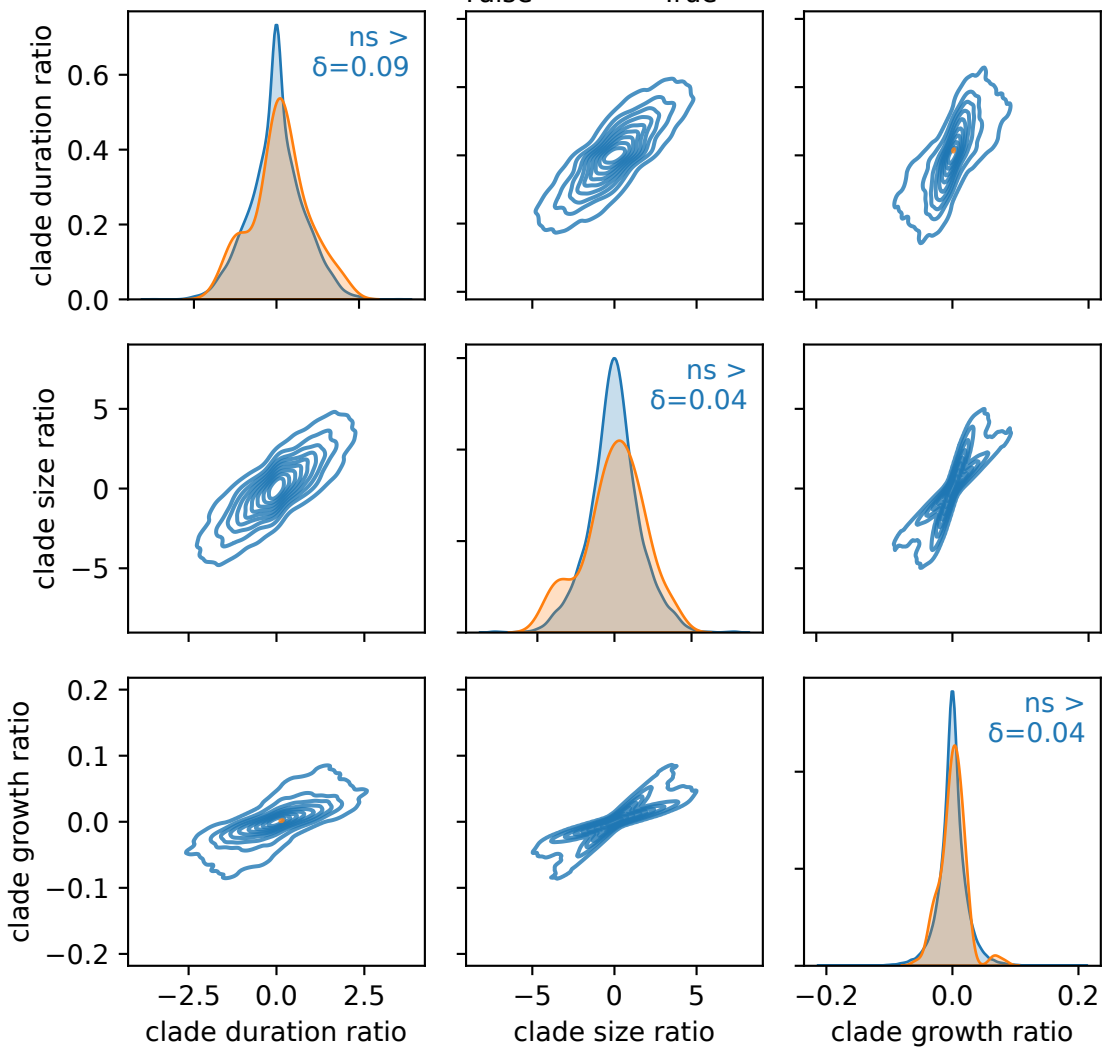 ns >
δ=0.09
clade duration ratio
0.6
0.4
0.2
0.0
ns >
δ=0.04
clade size ratio
5
0
−5
ns >
δ=0.04
clade growth ratio
0.2
0.1
0.0
−0.1
−0.2
−2.5 0.0 2.5
−5 0 5
−0.2 0.0 0.2
clade duration ratio
clade size ratio
clade growth ratio